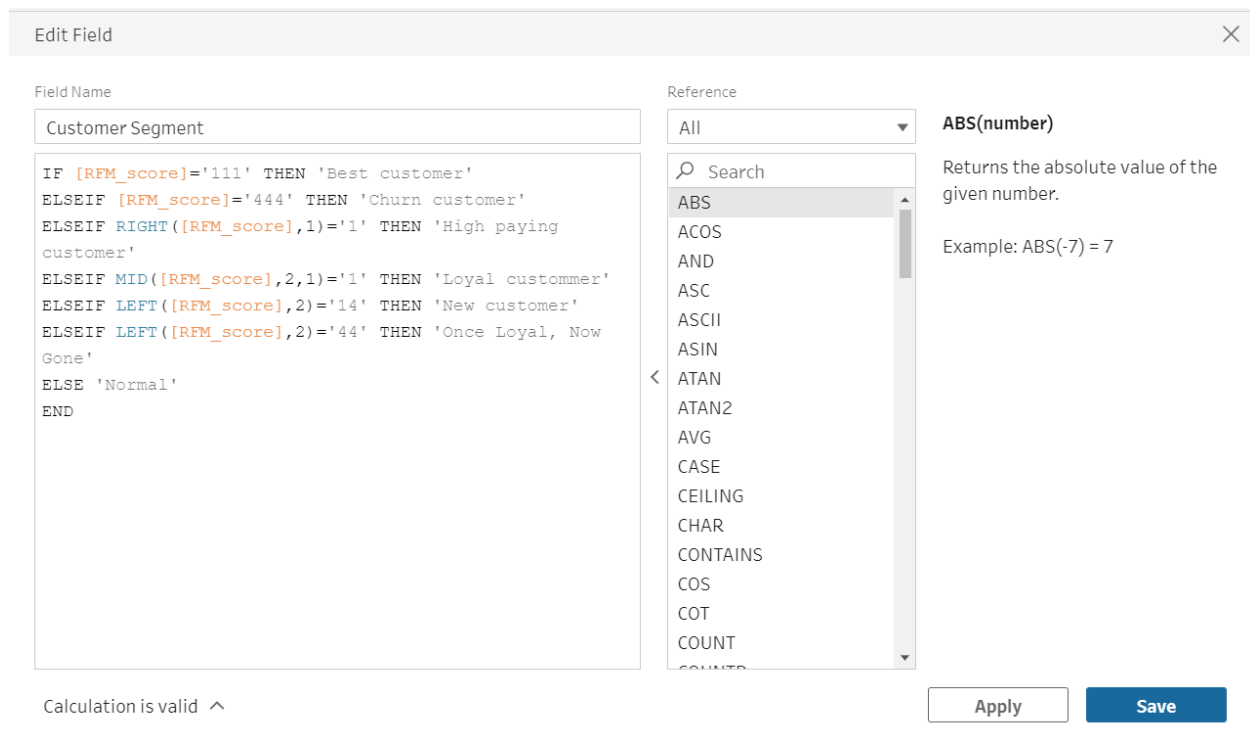 Edit Field
Field Name
Customer Segment
IF [RFM_score]='111' THEN 'Best customer'
ELSEIF [RFM_score]='444' THEN 'Churn customer'
ELSEIF RIGHT([RFM_score],1)='1' THEN 'High paying
customer'
ELSEIF MID([RFM_score],2,1)='1' THEN 'Loyal custommer'
ELSEIF LEFT([RFM_score],2)='14' THEN 'New customer'
ELSEIF LEFT([RFM_score],2)='44' THEN 'Once Loyal, Now
Gone'
ELSE 'Normal'
END
Reference
All
Search
ABS
ACOS
AND
ASC
ASCII
ASIN
ATAN
ATAN2
AVG
CASE
CEILING
CHAR
CONTAINS
COS
COT
COUNT
COUNTD
ABS(number)
Returns the absolute value of the
given number.
Example: ABS(-7) = 7
Calculation is valid
Apply
Save